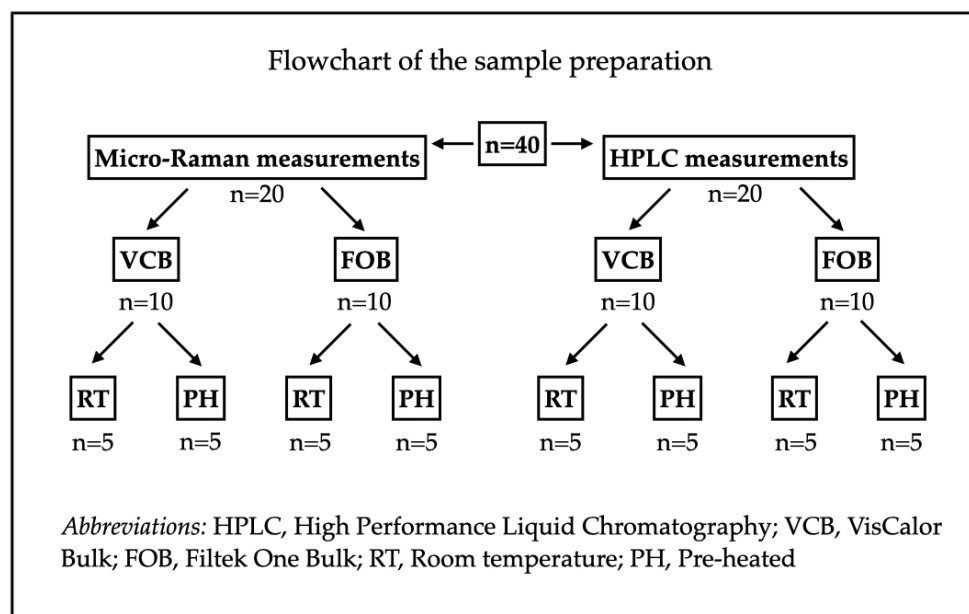 Flowchart of the sample preparation
n=40
Micro-Raman measurements
HPLC measurements
n=20
n=20
VCB
FOB
VCB
FOB
n=10
n=10
n=10
n=10
RT
PH
RT
PH
RT
PH
RT
PH
n=5
n=5
n=5
n=5
n=5
n=5
n=5
n=5
Abbreviations: HPLC, High Performance Liquid Chromatography; VCB, VisCalor
Bulk; FOB, Filtek One Bulk; RT, Room temperature; PH, Pre-heated